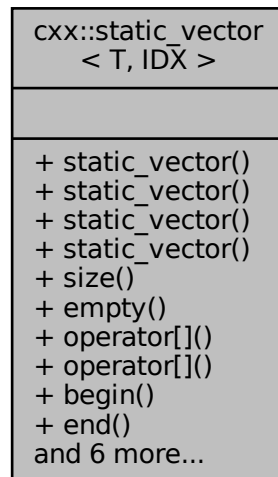 cxx::static_vector
< T, IDX >
+ static_vector()
+ static_vector()
+ static_vector()
+ static_vector()
+ size()
+ empty()
+ operator[]()
+ operator[]()
+ begin()
+ end()
and 6 more...